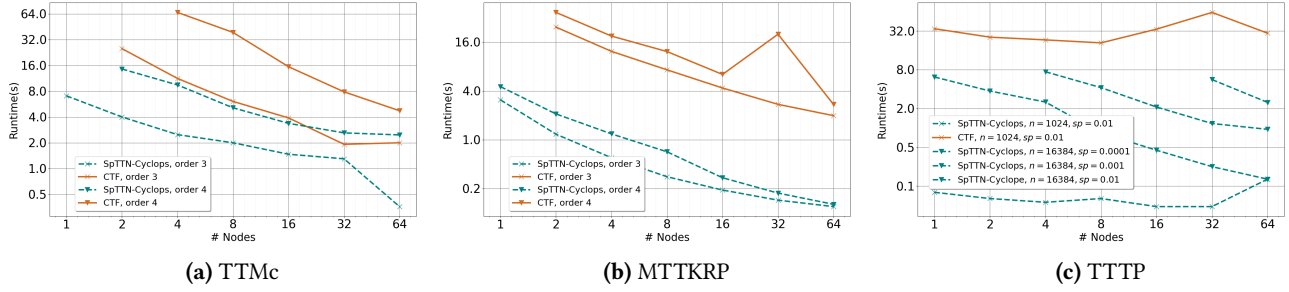 64.0
32.0
16.0
8.0
4.0
2.0
1.0
0.5
Runtime(s)
SpTTN-Cyclops, order 3
CTF, order 3
SpTTN-Cyclops, order 4
CTF, order 4
1 2 4 8 16 32 64
# Nodes
(a) TTMc
16.0
4.0
1.0
0.2
Runtime(s)
SpTTN-Cyclops, order 3
CTF, order 3
SpTTN-Cyclops, order 4
CTF, order 4
1 2 4 8 16 32 64
# Nodes
(b) MTTKRP
32.0
8.0
2.0
0.5
0.1
Runtime(s)
SpTTN-Cyclops, n = 1024, sp = 0.01
CTF, n = 1024, sp = 0.01
SpTTN-Cyclops, n = 16384, sp = 0.0001
SpTTN-Cyclops, n = 16384, sp = 0.001
SpTTN-Cyclope, n = 16384, sp = 0.01
1 2 4 8 16 32 64
# Nodes
(c) TTTP